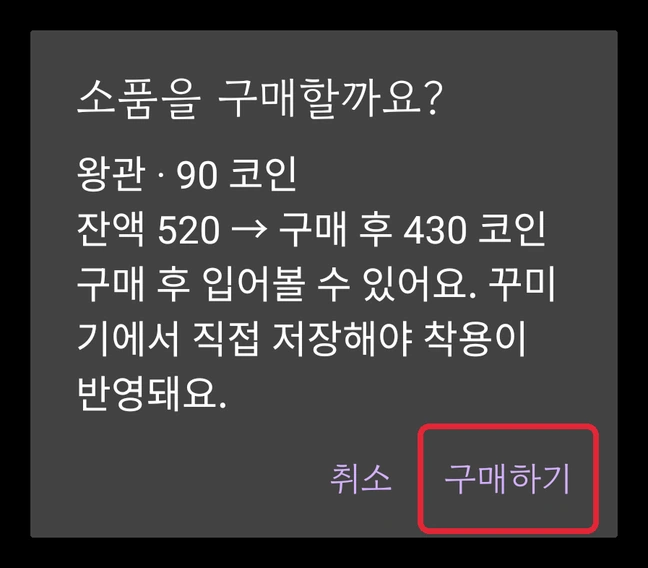 소품을 구매할까요?
왕관 · 90 코인
잔액 520 → 구매 후 430 코인
구매 후 입어볼 수 있어요. 꾸미
기에서 직접 저장해야 착용이
반영돼요.
취소 구매하기